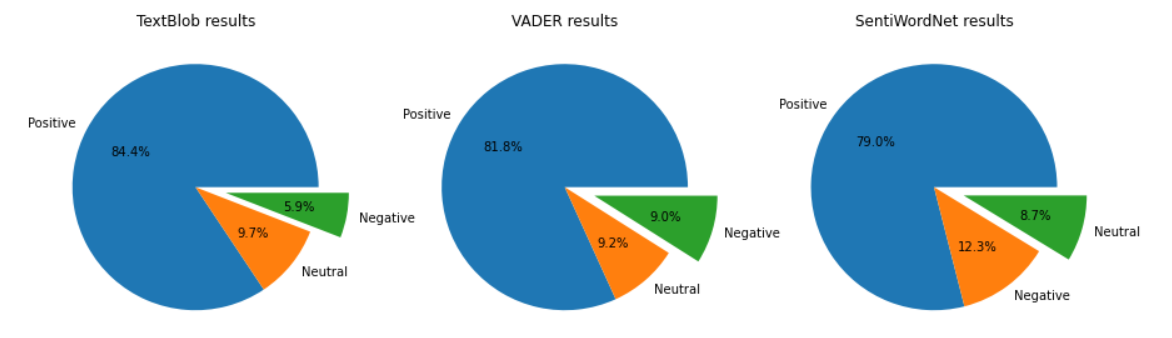 TextBlob results
Positive
84.4%
5.9%
Negative
9.7%
Neutral
VADER results
Positive
81.8%
9.0%
Negative
9.2%
Neutral
SentiWordNet results
Positive
79.0%
8.7%
Neutral
12.3%
Negative